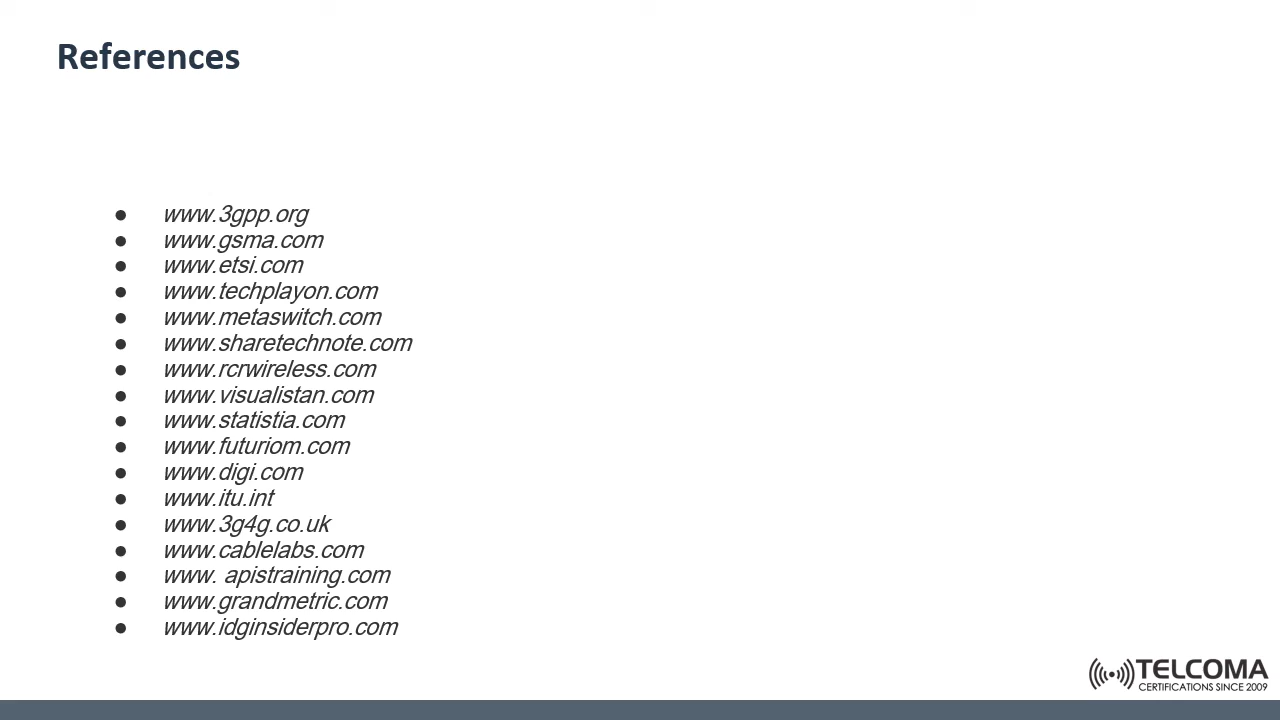 References
● www.3gpp.org
● www.gsma.com
● www.etsi.com
● www.techplayon.com
● www.metaswitch.com
● www.sharetechnote.com
● www.rcrwireless.com
● www.visualistan.com
● www.statistia.com
● www.futuriom.com
● www.digi.com
● www.itu.int
● www.3g4g.co.uk
● www.cablelabs.com
● www. apistraining.com
● www.grandmetric.com
● www.idginsiderpro.com
TELCOMA
CERTIFICATIONS SINCE 2009